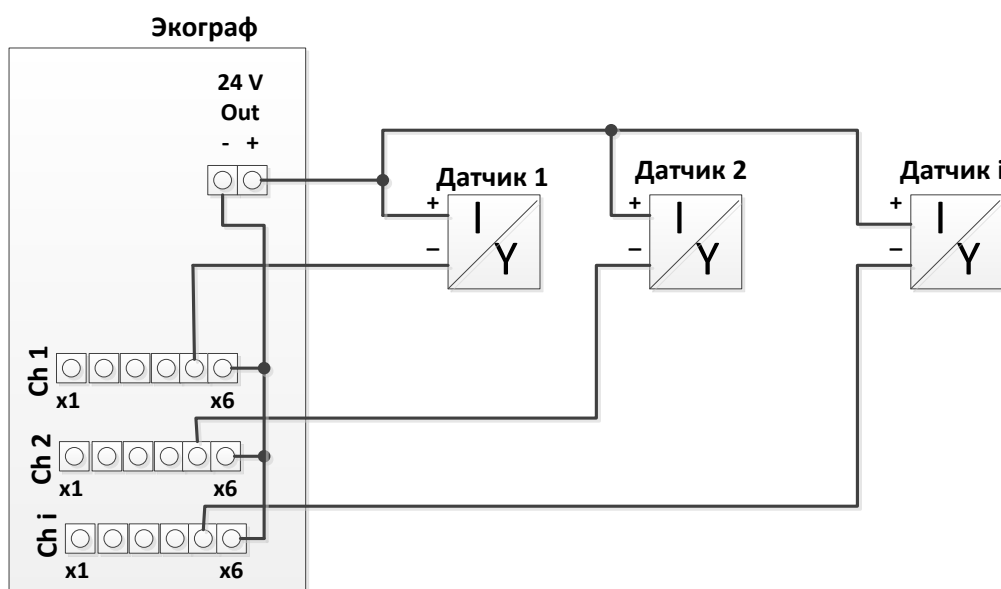 Экограф
24 V
Out
- +
Датчик 1
Датчик 2
Датчик i
+
–
I
Y
+
–
I
Y
+
–
I
Y
Ch 1
x1
x6
Ch 2
x1
x6
Ch i
x1
x6